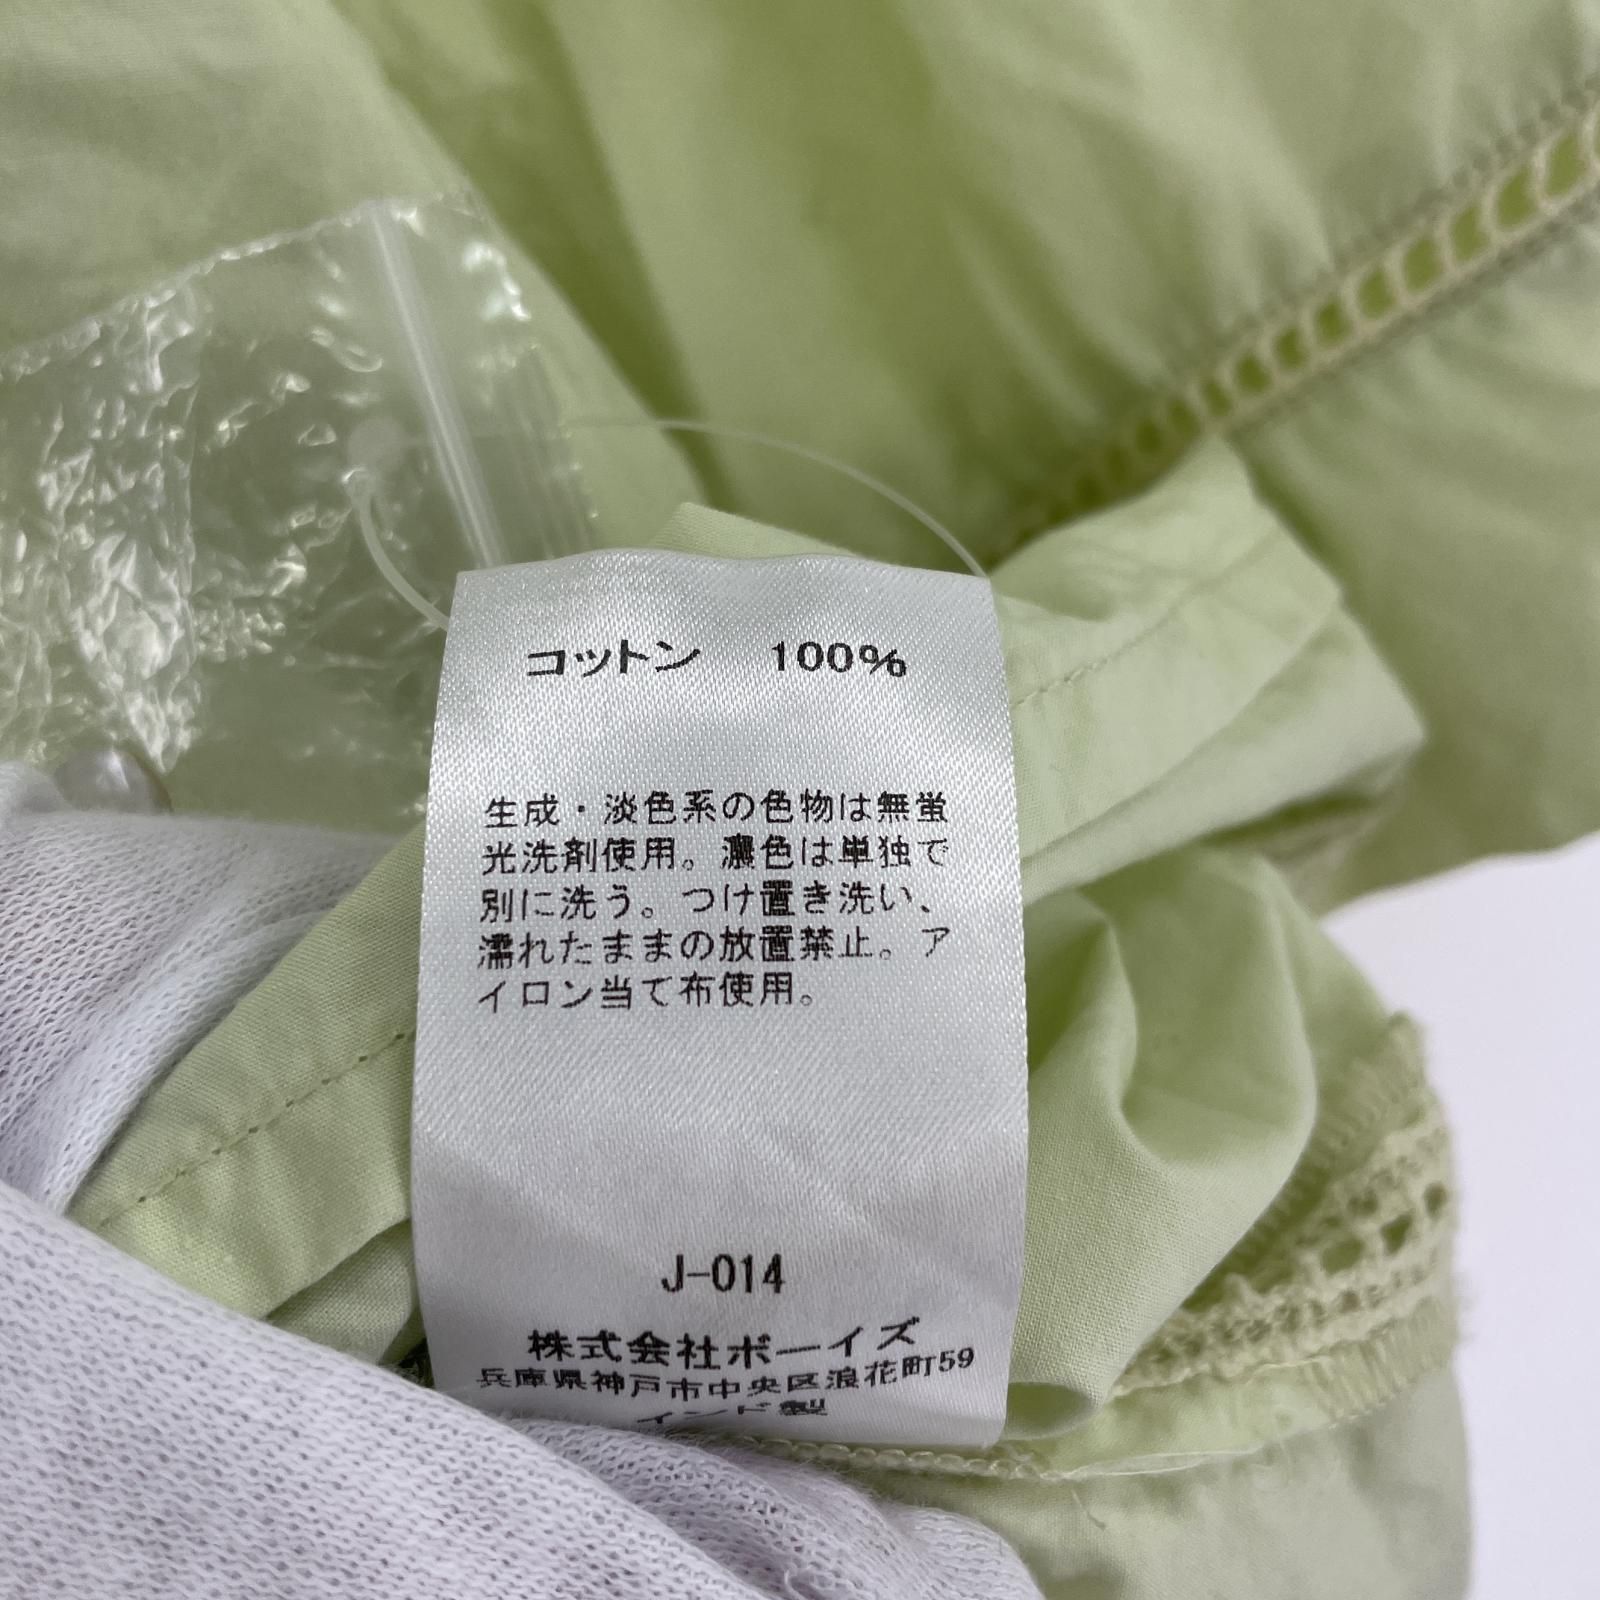 コットン 100%
生成・淡色系の色物は無蛍
光洗剤使用。濃色は単独で
別に洗う。つけ置き洗い、
濡れたままの放置禁止。ア
イロン当て布使用。
J-014
株式会社ボーイズ
兵庫県神戸市中央区浪花町59
インド製